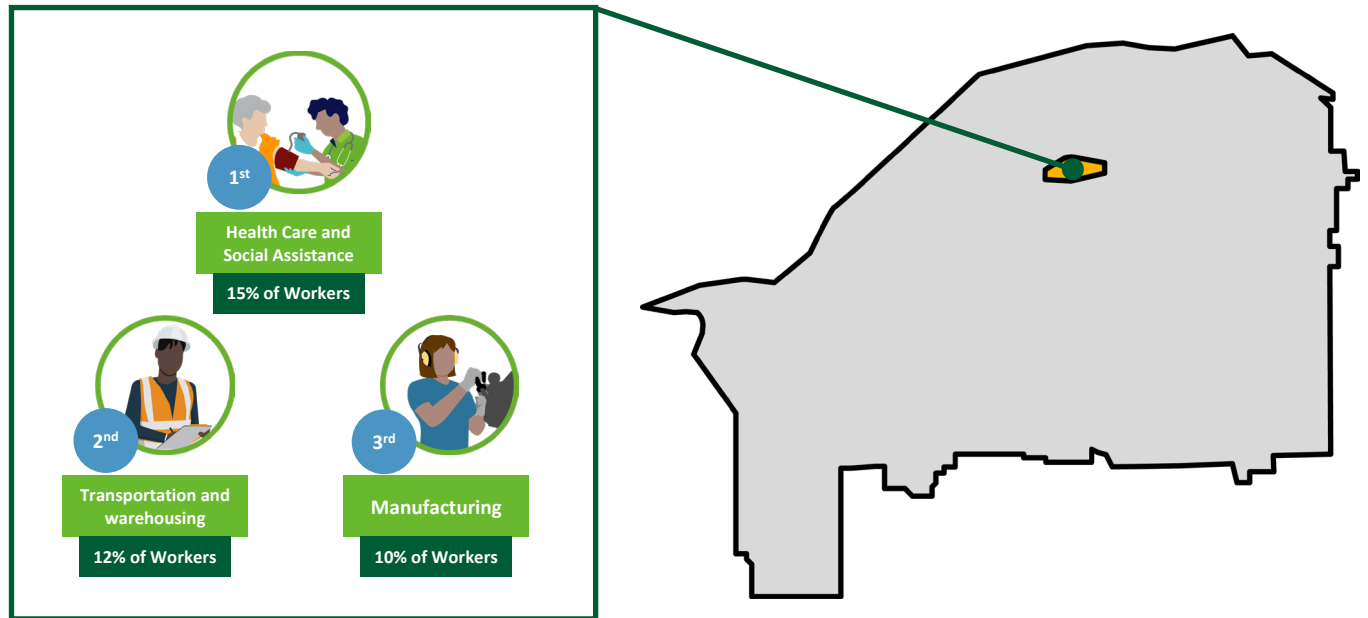 1st
Health Care and
Social Assistance
15% of Workers
2nd
Transportation and
warehousing
12% of Workers
3rd
Manufacturing
10% of Workers